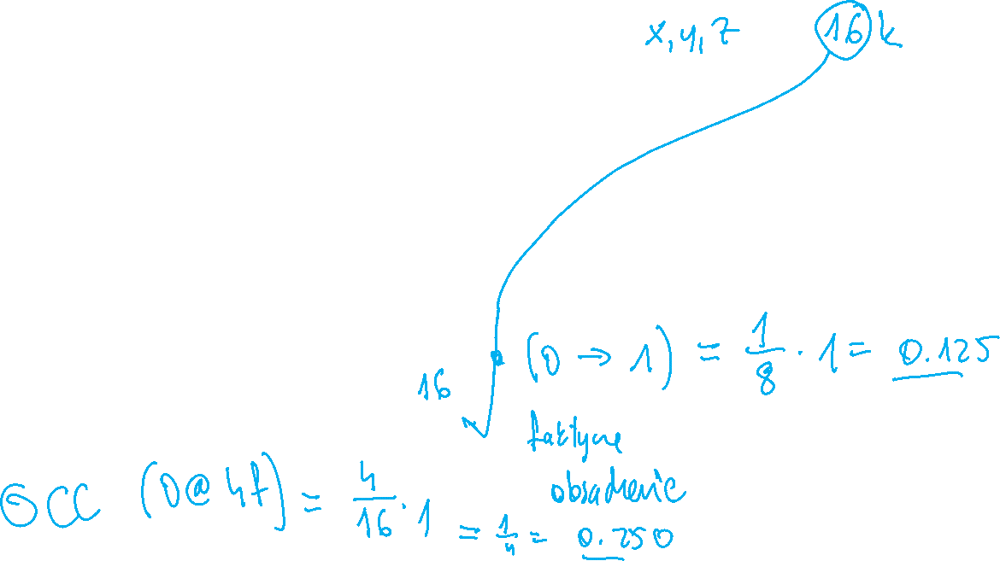 x, y, z 16 k
16 (0 → 1) = 1/8 · 1 = 0.125
faktyczne
obsadzenie
OCC (0 @ 4f) = 4/16 · 1 = 1/4 = 0.250